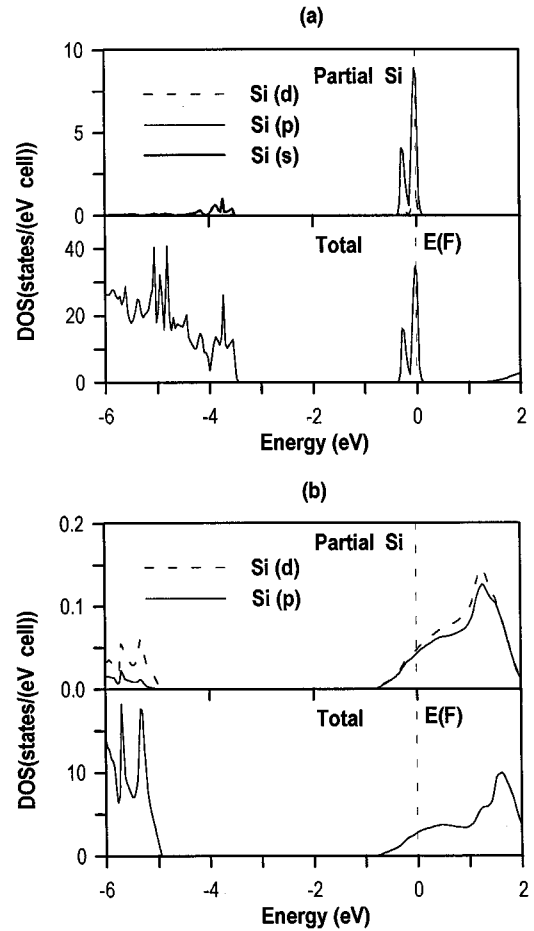 (a)
10
Partial Si
Si (d)
Si (p)
Si (s)
5
0
DOS(states/(eV cell))
Total E(F)
40
20
0
-6 -4 -2 0 2
Energy (eV)
(b)
0.2
Partial Si
Si (d)
Si (p)
0.1
0.0
DOS(states/(eV cell))
Total E(F)
10
0
-6 -4 -2 0 2
Energy (eV)